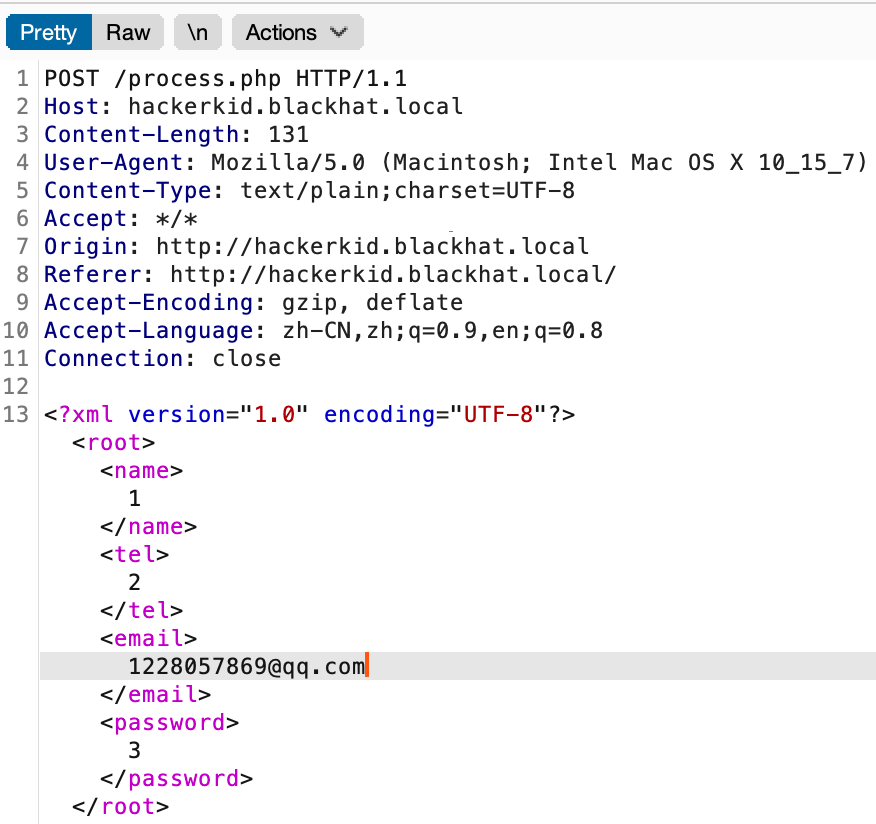 Pretty Raw \n Actions
1 POST /process.php HTTP/1.1
2 Host: hackerkid.blackhat.local
3 Content-Length: 131
4 User-Agent: Mozilla/5.0 (Macintosh; Intel Mac OS X 10_15_7)
5 Content-Type: text/plain;charset=UTF-8
6 Accept: */*
7 Origin: http://hackerkid.blackhat.local
8 Referer: http://hackerkid.blackhat.local/
9 Accept-Encoding: gzip, deflate
10 Accept-Language: zh-CN,zh;q=0.9,en;q=0.8
11 Connection: close
12
13 <?xml version="1.0" encoding="UTF-8"?>
<root>
<name>
1
</name>
<tel>
2
</tel>
<email>
1228057869@qq.com
</email>
<password>
3
</password>
</root>